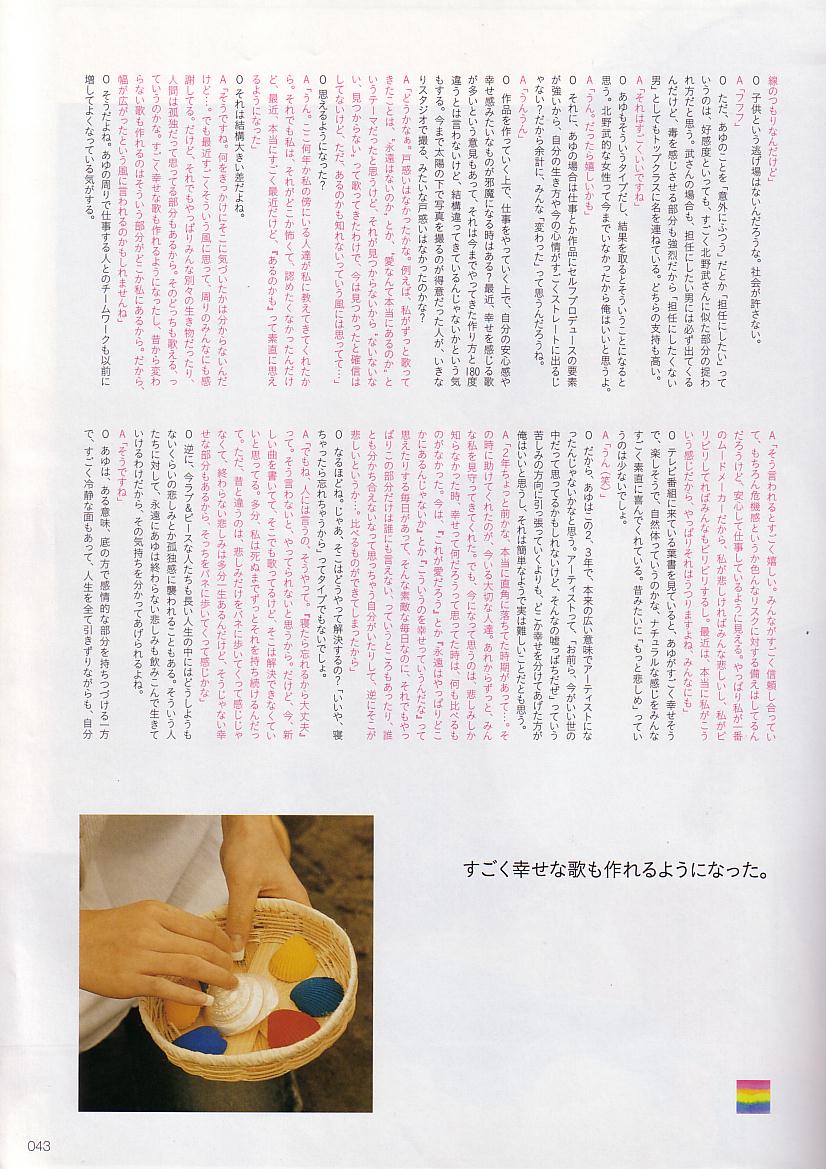 線のつもりなんだけど」
O 子供という逃げ場はないんだろうな。社会が許さない。
A「フフフ」
O ただ、あゆのことを「意外にふつう」だとか「担任にしたい」って
いうのは、好感度といっても、すごく北野武さんに似た部分の捉わ
れ方だと思う。武さんの場合も、担任にしたい男には必ず出てくる
んだけど、毒を感じさせる部分も強烈だから「担任にしたくない
男」としてもトップクラスに名を連ねている。どちらの支持も高い。
A「それはすごくいいですね」
O あゆもそういうタイプだし、結果を取るとそういうことになると
思う。北野武的な女性って今までいなかったから俺はいいと思うよ。
A「うん。だったら嬉しいかも」
O それに、あゆの場合は仕事とか作品にセルフプロデュースの要素
が強いから、自分の生き方や今の心情がすごくストレートに出るじ
ゃない?だから余計に、みんな「変わった」って思うんだろうね。
A「うんうん」
O 作品を作っていく上で、仕事をやっていく上で、自分の安心感や
幸せ感みたいなものが邪魔になる時はある?最近、幸せを感じる歌
が多いという意見もあって、それは今までやってきた作り方と180度
違うとは言わないけど、結構違ってきているんじゃないかという気
もする。今まで太陽の下で写真を撮るのが得意だった人が、いきな
りスタジオで撮る、みたいな戸惑いはなかったのかな?
A「どうかなぁ。戸惑いはなかったかな。例えば、私がずっと歌って
きたことは、“永遠はないのか”とか、“愛なんて本当にあるのか”と
いうテーマだったと思うけど、それが見つからないから“ないないな
い、見つからない”って歌ってきたわけで、今は見つかったと確信は
してないけど、ただ、あるのかも知れないっていう風には思ってて…」
O 思えるようになった?
A「うん。ここ何年か私の傍にいる人達が私に教えてきてくれたか
ら。それでも私は、それがどこか怖くて、認めたくなかったんだけ
ど、最近、本当にすごく最近だけど、『あるのかも』って素直に思え
るようになった」
O それは結構大きい差だよね。
A「そうですね。何をきっかけにそこに気づいたかは分からないんだ
けど…。でも最近すごくそういう風に思って、周りのみんなにも感
謝してる。だけど、それでもやっぱりみんな別々の生き物だったり、
人間は孤独だって思ってる部分もあるから。そのどっちも歌える、っ
ていうのかな。すごく幸せな歌も作れるようになったし、昔から変わ
らない歌も作れるのはそういう部分がどこか私にあるから。だから、
幅が広がったという風に言われるのかもしれませんね」
O そうだよね。あゆの周りで仕事する人とのチームワークも以前に
増してよくなっている気がする。
A「そう言われるとすごく嬉しい。みんながすごく信頼し合ってい
て、もちろん危機感というか色んなリスクに対する備えはしてるん
だろうけど、安心して仕事しているように見える。やっぱり私が一番
のムードメーカーだから、私が悲しければみんな悲しいし、私がピ
リピリしてればみんなもピリピリするし。最近は、本当に私がこう
いう感じだから、やっぱりそれはうつりますよね、みんなにも」
O テレビ番組に来ている葉書を見ていると、あゆがすごく幸せそう
で、楽しそうで、自然体っていうのかな、ナチュラルな感じをみんな
すごく素直に喜んでくれている。昔みたいに「もっと悲しめ」ってい
うのは少ないでしょ。
A「うん(笑)」
O だから、あゆはこの2、3年で、本来の広い意味でアーティストにな
ったんじゃないかなと思う。アーティストって、「お前ら、今がいい世の
中だって思ってるかもしれないけど、そんなの嘘っぱちだぜ」っていう
苦しみの方向に引っ張っていくよりも、どこか幸せを分けてあげた方が
俺はいいと思うし、それは簡単なようで実は難しいことだとも思う。
A「2年ちょっと前かな、本当に直角に落ちてた時期があって…。そ
の時に助けてくれたのが、今いる大切な人達。あれからずっと、みん
な私を見守ってきてくれた。でも、今になって思うのは、悲しみしか
知らなかった時、幸せって何だろうって思ってた時は、何も比べるも
のがなかった。今は、『これが愛だろう』とか『永遠はやっぱりどこ
かにあるんじゃないか』とか『こういうのを幸せっていうんだな』って
思えたりする毎日があって、そんな素敵な毎日なのに、それでもやっ
ぱりこの部分だけは誰にも言えない、っていうところもあったり、誰
とも分かち合えないなって思っちゃう自分がいたりして、逆にそこが
悲しいというか…。比べるものができてしまったから」
O なるほどね。じゃあ、そこはどうやって解決するの?「いいや、寝
ちゃったら忘れちゃうから」ってタイプでもないでしょ。
A「でもね、人には言うの、そうやって。『寝たら忘れるから大丈夫』
って。そう言わないと、やってられないと思うから。だけど、今、新
しい曲を書いてて、そこでも歌ってるけど、そこは解決できなくてい
いと思ってる。多分、私は死ぬまでずっとそれを持ち続けるんだっ
て。ただ、昔と違うのは、悲しみだけをバネに歩いてくって感じじゃ
なくて、終わらない悲しみは多分一生あるんだけど、そうじゃない幸
せな部分もあるから、そっちをバネに歩いてくって感じかな」
O 逆に、今ラブ&ピースな人たちも長い人生の中にはどうしようも
ないくらいの悲しみとか孤独感に襲われることもある。そういう人
たちに対して、永遠にあゆは終わらない悲しみも飲みこんで生きて
いけるわけだから、その気持ちを分かってあげられるよね。
A「そうですね」
O あゆは、ある意味、底の方で感情的な部分を持ちつづける一方
で、すごく冷静な面もあって、人生を全て引きずりながらも、自分
すごく幸せな歌も作れるようになった。
043